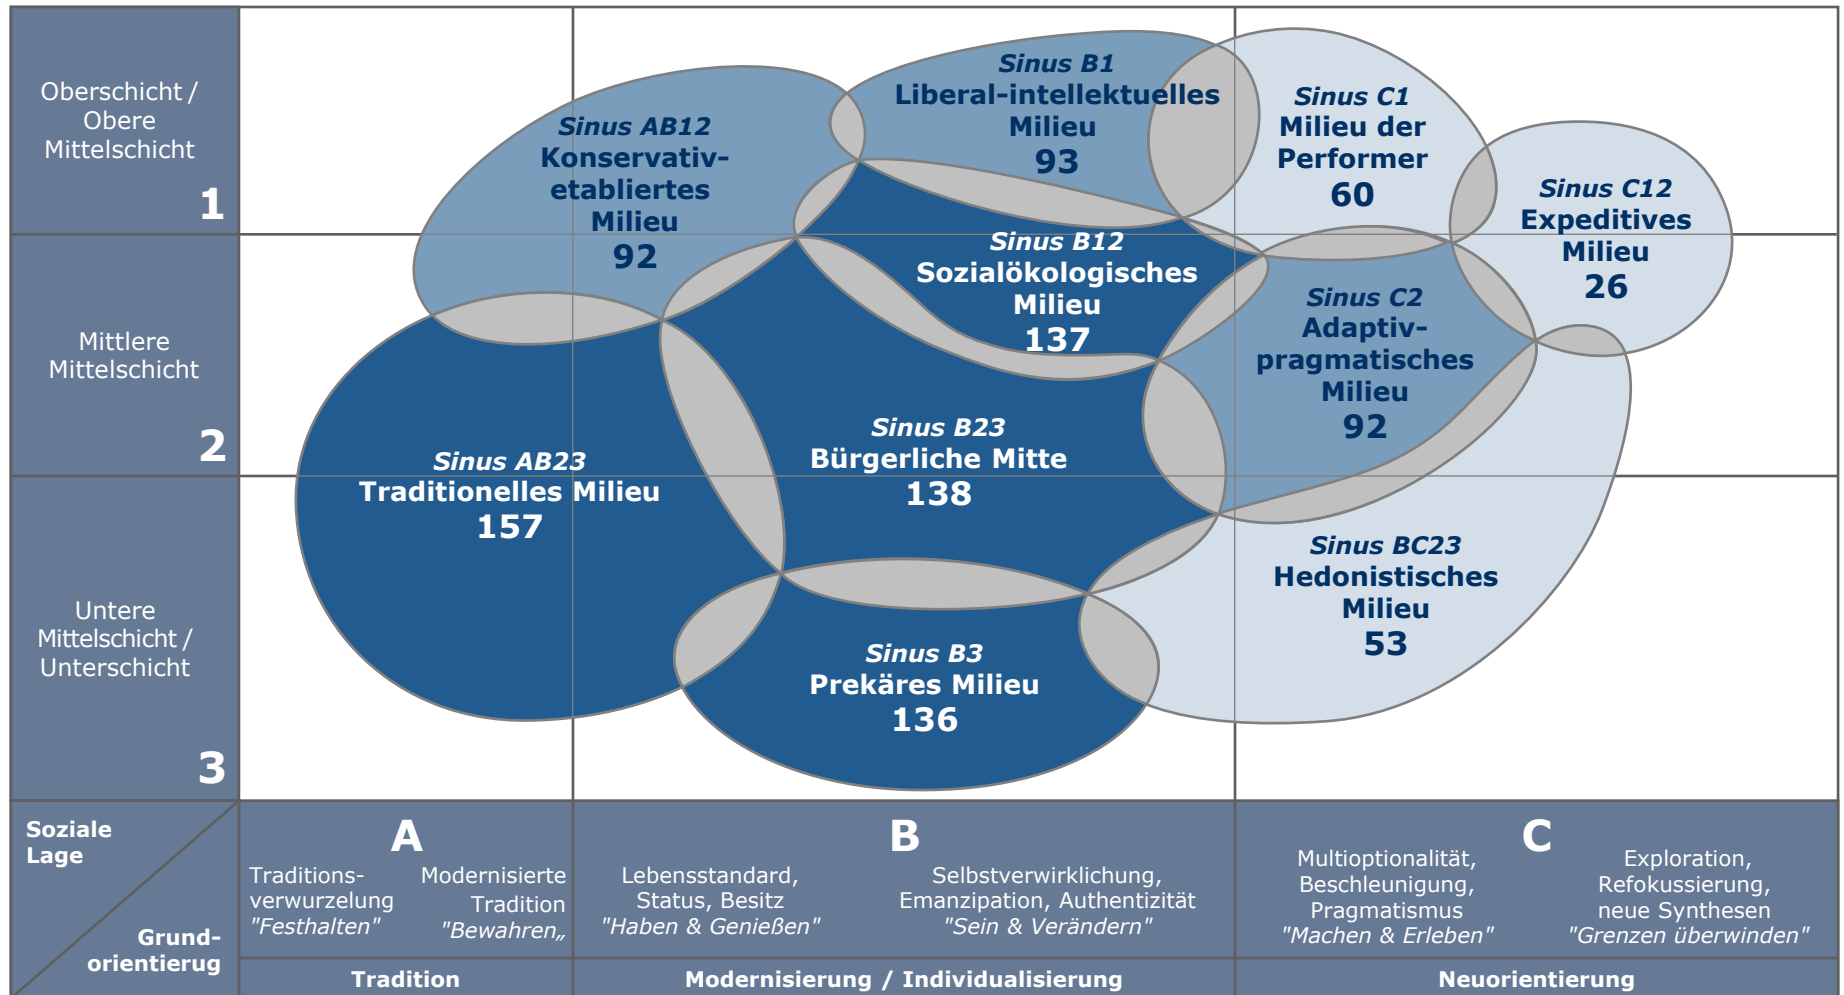 Oberschicht /
Obere
Mittelschicht
1
Mittlere
Mittelschicht
2
Untere
Mittelschicht /
Unterschicht
3
Sinus AB12
Konservativ-
etabliertes
Milieu
92
Sinus B1
Liberal-intellektuelles
Milieu
93
Sinus C1
Milieu der
Performer
60
Sinus C12
Expeditives
Milieu
26
Sinus B12
Sozialökologisches
Milieu
137
Sinus C2
Adaptiv-
pragmatisches
Milieu
92
Sinus AB23
Traditionelles Milieu
157
Sinus B23
Bürgerliche Mitte
138
Sinus BC23
Hedonistisches
Milieu
53
Sinus B3
Prekäres Milieu
136
Soziale
Lage
Grund-
orientierug
A
Traditions-
verwurzelung
"Festhalten"
Modernisierte
Tradition
"Bewahren„
B
Lebensstandard,
Status, Besitz
"Haben & Genießen"
Selbstverwirklichung,
Emanzipation, Authentizität
"Sein & Verändern"
C
Multioptionalität,
Beschleunigung,
Pragmatismus
"Machen & Erleben"
Exploration,
Refokussierung,
neue Synthesen
"Grenzen überwinden"
Tradition
Modernisierung / Individualisierung
Neuorientierung